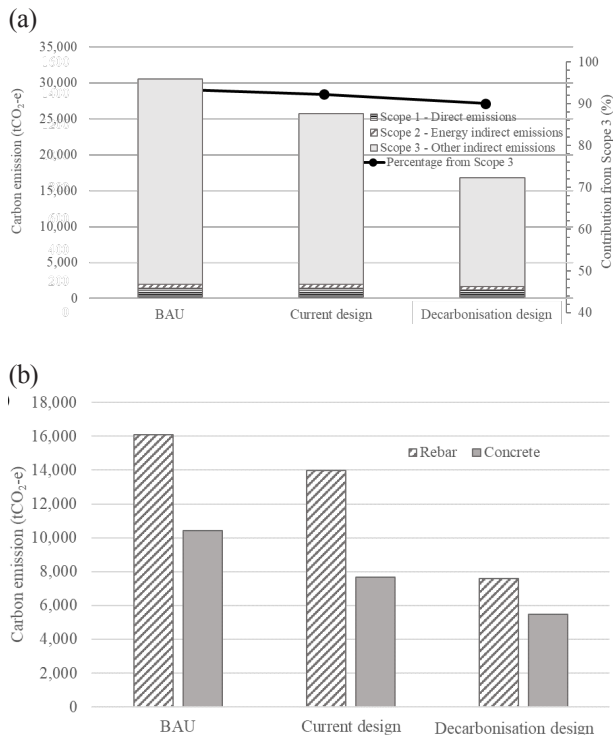 (a)
35,000
30,000
25,000
20,000
15,000
10,000
5,000
0
Carbon emission (tCO₂-e)
100
90
80
70
60
50
40
Contribution from Scope 3 (%)
Scope 1 - Direct emissions
Scope 2 - Energy indirect emissions
Scope 3 - Other indirect emissions
Percentage from Scope 3
BAU Current design Decarbonisation design
(b)
18,000
16,000
14,000
12,000
10,000
8,000
6,000
4,000
2,000
0
Carbon emission (tCO₂-e)
Rebar Concrete
BAU Current design Decarbonisation design